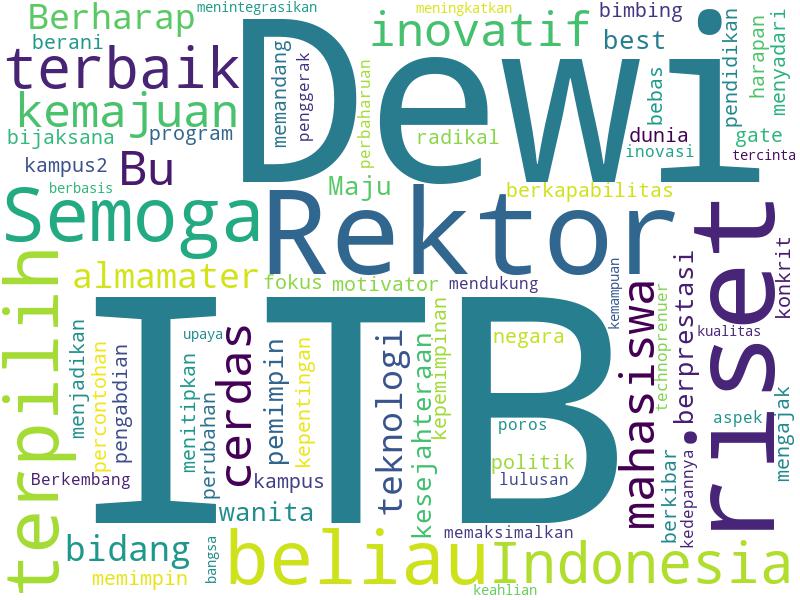 menintegrasikan
meningkatkan
bimbing
Berharap
Dewi
inovatif
berani
best
terbaik
memandang
penggerak
perbaharuan
bebas
pendidikan
harapan
menyadari
kemajuan
bijaksana
program
radikal
dunia
gate
inovasi
tercinta
kampus2
Bu
berbasis
Maju
berkapabilitas
Semoga
Rektor
riset
terpilih
almamater
fokus
motivator
mendukung
kemampuan
mahasiswa
technoprenuer
berprestasi
konkrit
kualitas
ITB
menjadikan
percontohan
pengabdian
upaya
menitipkan
perubahan
cerdas
pemimpin
kepentingan
teknologi
kesejahteraan
kepemimpinan
negara
poros
politik
lulusan
aspek
mengajak
Berkembang
kampus
wanita
berkibar
kedepannya
memaksimalkan
bidang
memimpin
bangsa
beliau
Indonesia
keahlian